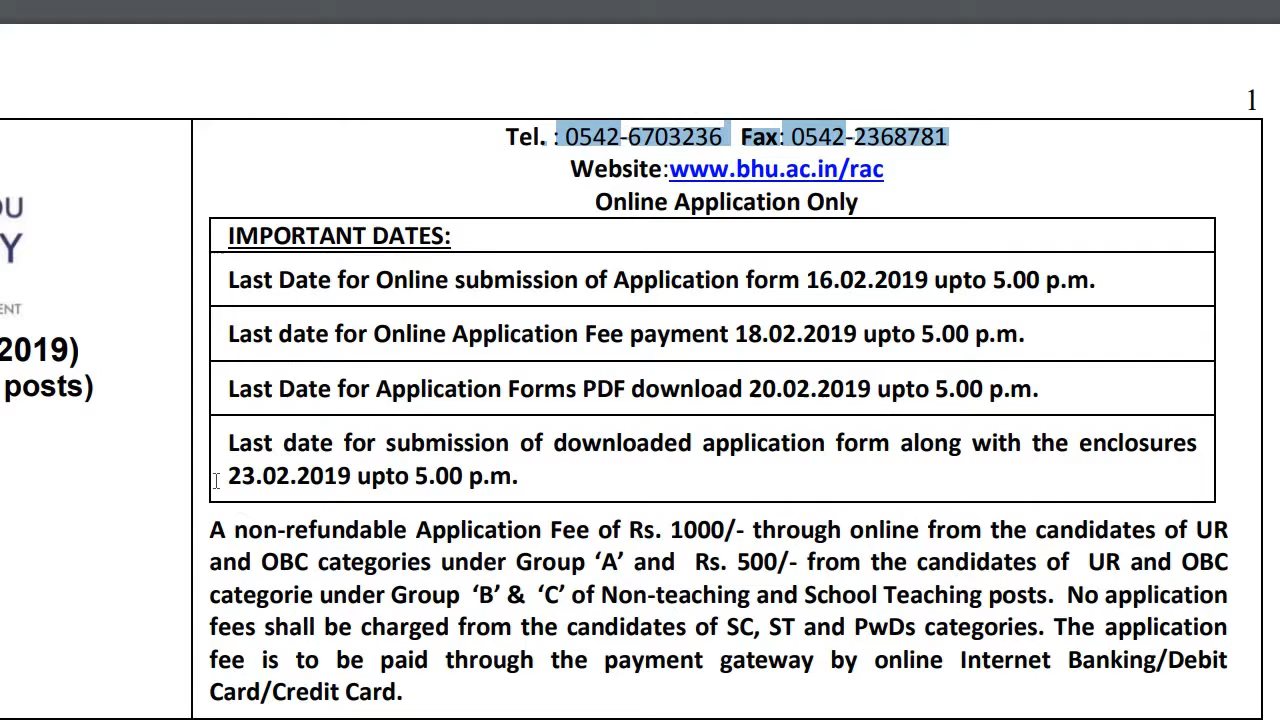 1
Tel. : 0542-6703236 Fax: 0542-2368781
Website:www.bhu.ac.in/rac
Online Application Only
IMPORTANT DATES:
Last Date for Online submission of Application form 16.02.2019 upto 5.00 p.m.
Last date for Online Application Fee payment 18.02.2019 upto 5.00 p.m.
Last Date for Application Forms PDF download 20.02.2019 upto 5.00 p.m.
Last date for submission of downloaded application form along with the enclosures
23.02.2019 upto 5.00 p.m.
A non-refundable Application Fee of Rs. 1000/- through online from the candidates of UR
and OBC categories under Group ‘A’ and Rs. 500/- from the candidates of UR and OBC
categorie under Group ‘B’ & ‘C’ of Non-teaching and School Teaching posts. No application
fees shall be charged from the candidates of SC, ST and PwDs categories. The application
fee is to be paid through the payment gateway by online Internet Banking/Debit
Card/Credit Card.
OU
Y
ENT
2019)
posts)